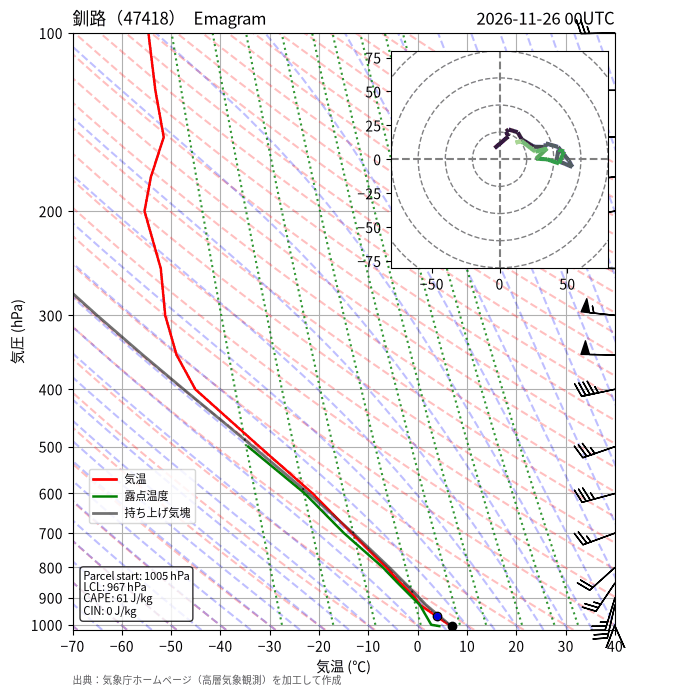 釧路（47418） Emagram
2026-11-26 00UTC
100
200
300
400
500
600
700
800
900
1000
気圧 (hPa)
75
50
25
0
−25
−50
−75
−50
0
50
気温
露点温度
持ち上げ気塊
Parcel start: 1005 hPa
LCL: 967 hPa
CAPE: 61 J/kg
CIN: 0 J/kg
−70
−60
−50
−40
−30
−20
−10
0
10
20
30
40
気温 (℃)
出典：気象庁ホームページ（高層気象観測）を加工して作成